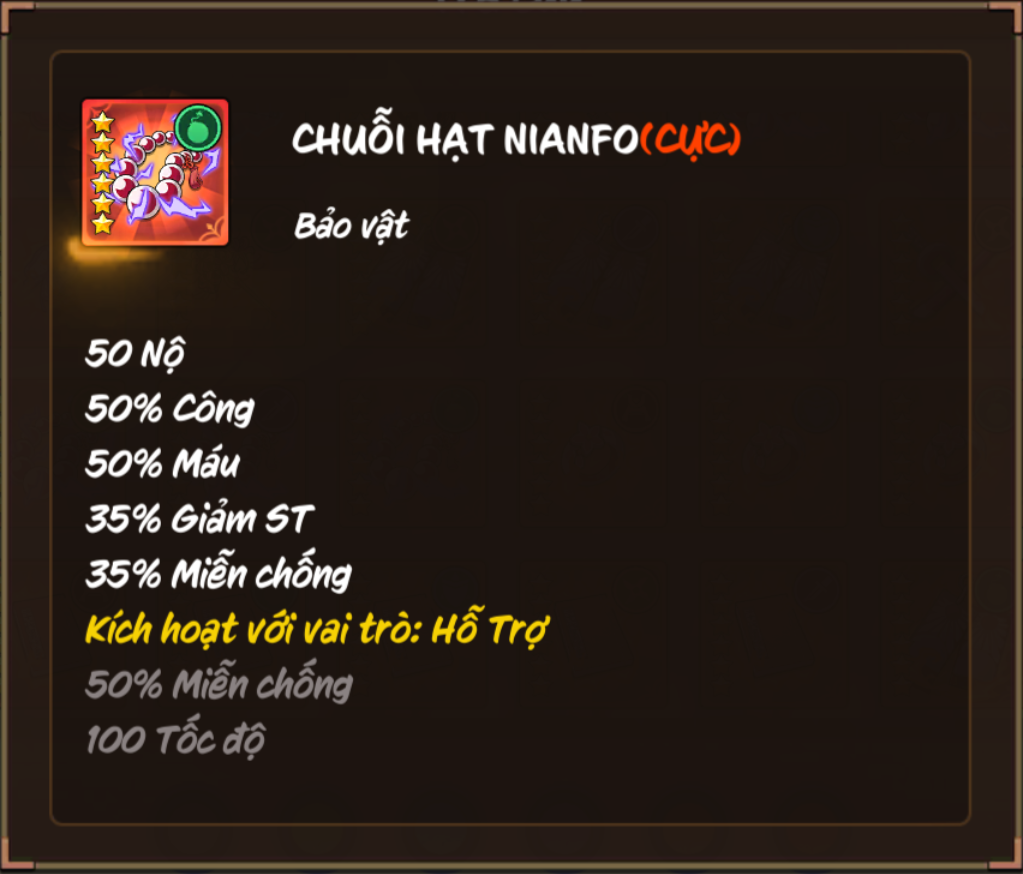 CHUỖI HẠT NIANFO(CỰC)
Bảo vật
50 Nộ
50% Công
50% Máu
35% Giảm ST
35% Miễn chống
Kích hoạt với vai trò: Hỗ Trợ
50% Miễn chống
100 Tốc độ